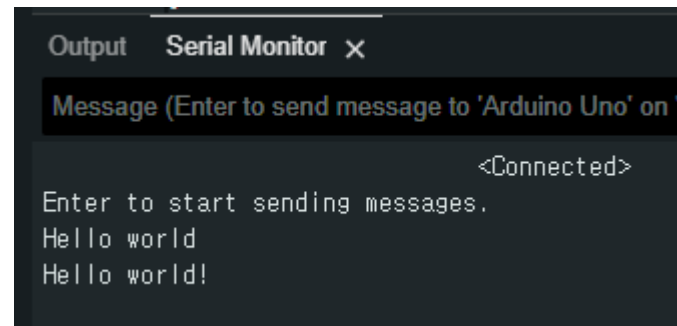 Output Serial Monitor ×
Message (Enter to send message to 'Arduino Uno' on
<Connected>
Enter to start sending messages.
Hello world
Hello world!